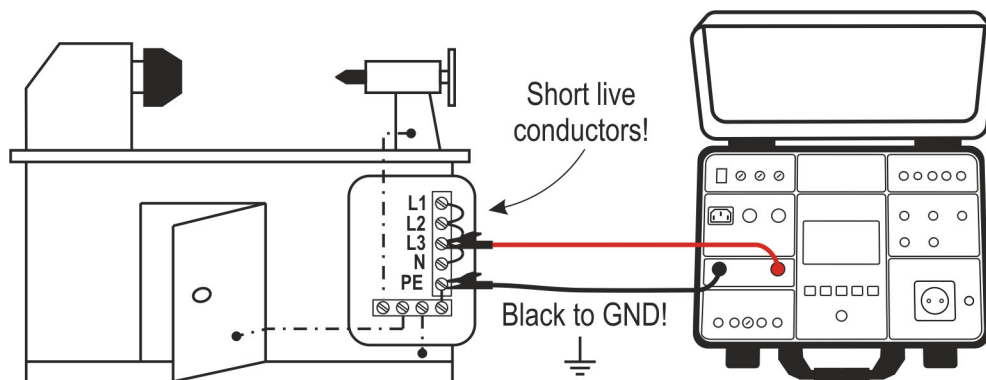 Short live
conductors!
L1
L2
L3
N
PE
Black to GND!